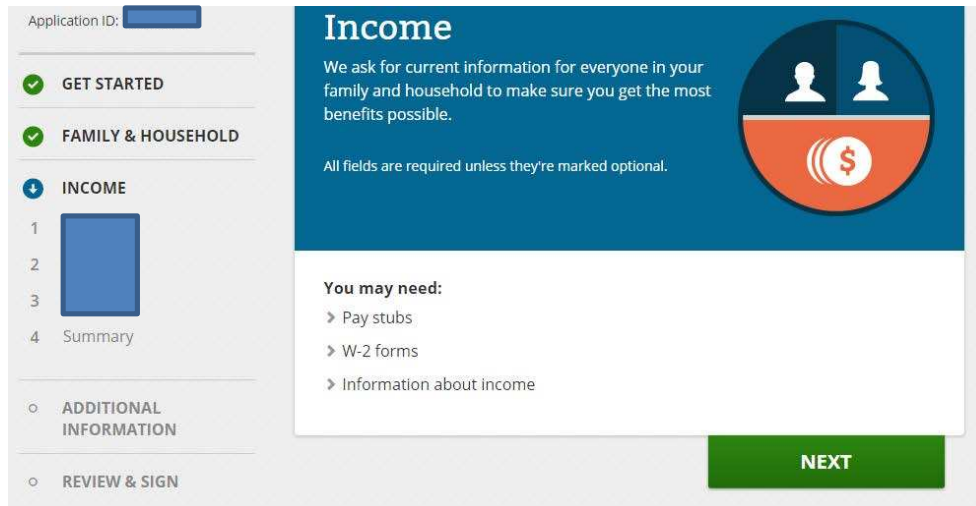 Application ID:
GET STARTED
FAMILY & HOUSEHOLD
INCOME
1
2
3
4 Summary
ADDITIONAL
INFORMATION
REVIEW & SIGN
Income
We ask for current information for everyone in your
family and household to make sure you get the most
benefits possible.
All fields are required unless they're marked optional.
$
You may need:
> Pay stubs
> W-2 forms
> Information about income
NEXT